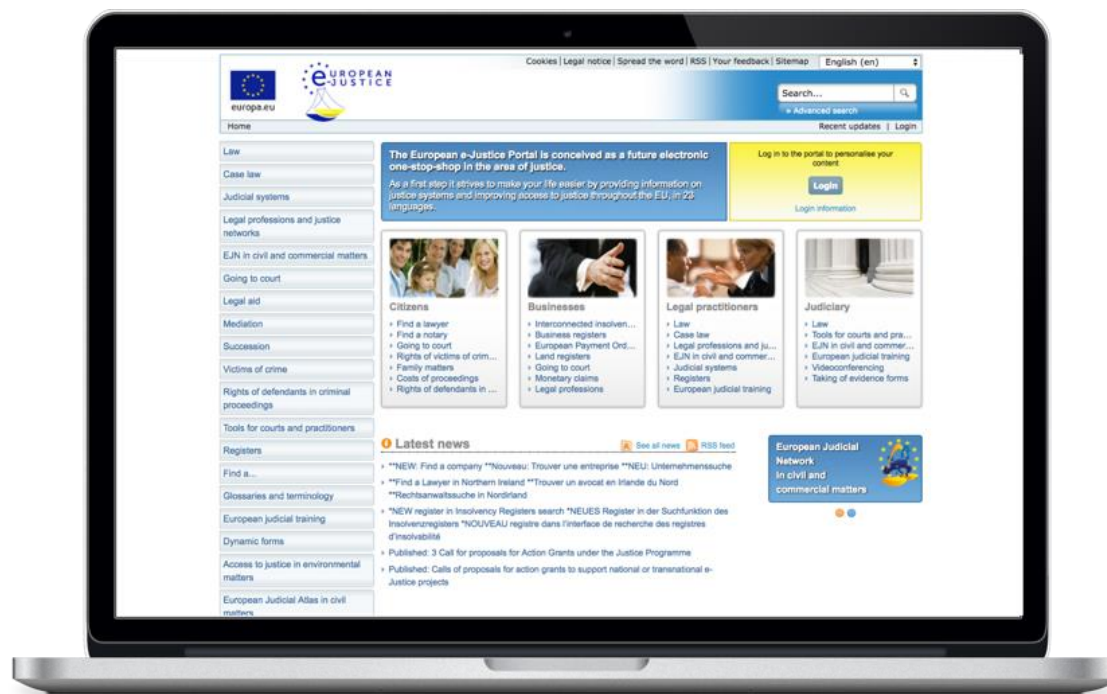 Cookies | Legal notice | Spread the word | RSS | Your feedback | Sitemap English (en)
EUROPEAN
E-JUSTICE
europa.eu
Search...
» Advanced search
Home
Recent updates | Login
Law
Case law
Judicial systems
Legal professions and justice
networks
EJN in civil and commercial matters
Going to court
Legal aid
Mediation
Succession
Victims of crime
Rights of defendants in criminal
proceedings
Tools for courts and practitioners
Registers
Find a...
Glossaries and terminology
European judicial training
Dynamic forms
Access to justice in environmental
matters
European Judicial Atlas in civil
matters
The European e-Justice Portal is conceived as a future electronic
one-stop-shop in the area of justice.
As a first step it strives to make your life easier by providing information on
justice systems and improving access to justice throughout the EU, in 23
languages.
Log in to the portal to personalise your
content
Login
Login information
Citizens
Find a lawyer
Find a notary
Going to court
Rights of victims of crim...
Family matters
Costs of proceedings
Rights of defendants in ...
Businesses
Interconnected insolven...
Business registers
European Payment Ord...
Land registers
Going to court
Monetary claims
Legal professions
Legal practitioners
Law
Case law
Legal professions and ju...
EJN in civil and commer...
Judicial systems
Registers
European judicial training
Judiciary
Law
Tools for courts and pra...
EJN in civil and commer...
European judicial training
Videoconferencing
Taking of evidence forms
Latest news
See all news RSS feed
**NEW: Find a company **Nouveau: Trouver une entreprise **NEU: Unternehmenssuche
**Find a Lawyer in Northern Ireland **Trouver un avocat en Irlande du Nord
**Rechtsanwaltssuche in Nordirland
*NEW register in Insolvency Registers search *NEUES Register in der Suchfunktion des
Insolvenzregisters *NOUVEAU registre dans l'interface de recherche des registres
d'insolvabilité
Published: 3 Call for proposals for Action Grants under the Justice Programme
Published: Calls of proposals for action grants to support national or transnational e-
Justice projects
European Judicial
Network
in civil and
commercial matters